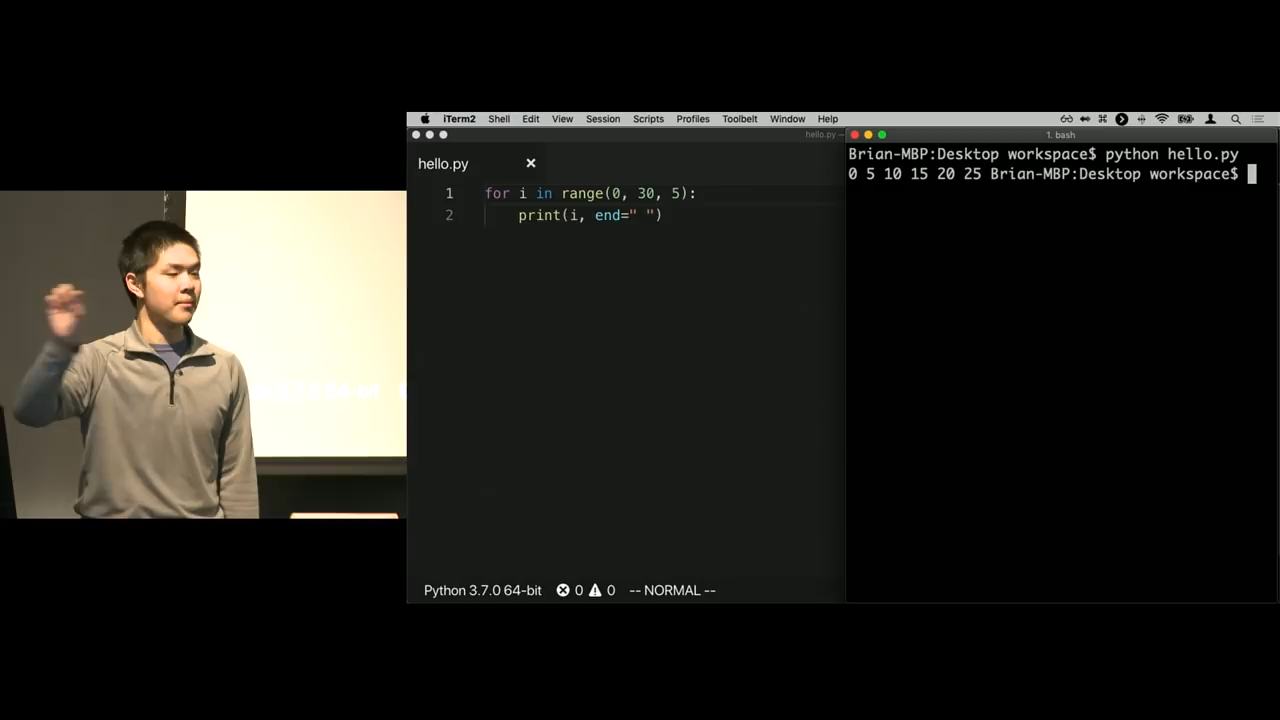 iTerm2 Shell Edit View Session Scripts Profiles Toolbelt Window Help
hello.py —
1. bash
hello.py
1 for i in range(0, 30, 5):
2 print(i, end=" ")
Python 3.7.0 64-bit 0 0 -- NORMAL --
Brian-MBP:Desktop workspace$ python hello.py
0 5 10 15 20 25 Brian-MBP:Desktop workspace$